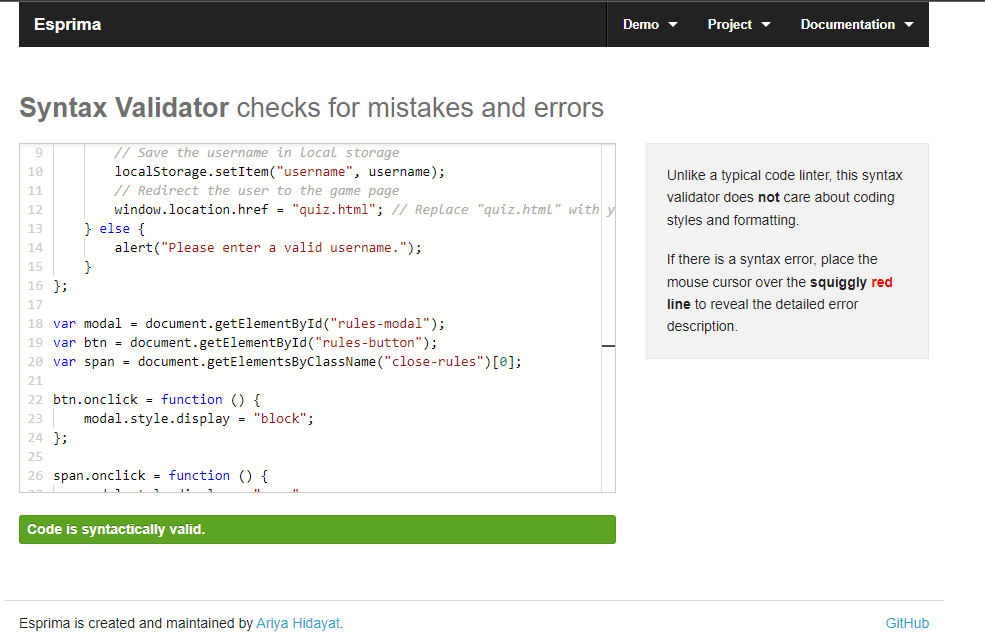 Esprima
Demo
Project
Documentation
Syntax Validator checks for mistakes and errors
9 // Save the username in local storage
10 localStorage.setItem("username", username);
11 // Redirect the user to the game page
12 window.location.href = "quiz.html"; // Replace "quiz.html" with y
13 } else {
14 alert("Please enter a valid username.");
15 }
16 };
17
18 var modal = document.getElementById("rules-modal");
19 var btn = document.getElementById("rules-button");
20 var span = document.getElementsByClassName("close-rules")[0];
21
22 btn.onclick = function () {
23 modal.style.display = "block";
24 };
25
26 span.onclick = function () {
Code is syntactically valid.
Unlike a typical code linter, this syntax
validator does not care about coding
styles and formatting.
If there is a syntax error, place the
mouse cursor over the squiggly red
line to reveal the detailed error
description.
Esprima is created and maintained by Ariya Hidayat.
GitHub